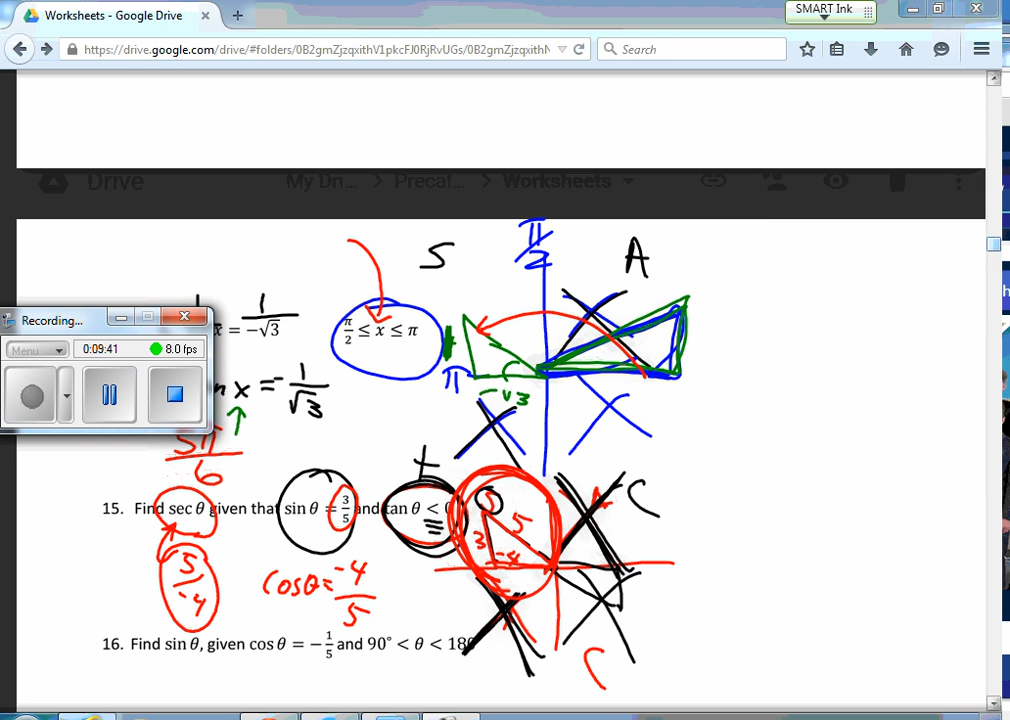 Worksheets - Google Drive
SMART Ink
https://drive.google.com/drive/#folders/0B2gmZjzqxithV1pkcFJ0RjRvUGs/0B2gmZjzqxith
Search
Drive My Dri... > Precal... > Worksheets
π/2
S A
x = 1/-√3
π/2 ≤ x ≤ π
Recording...
Menu 0:09:41 8.0 fps
π
-√3
n x = -1/√3
5π/6
+
15. Find sec θ given that sin θ = 3/5 and tan θ < 0
S
5
3
-4
C
5/-4
cosθ = -4/5
16. Find sin θ, given cos θ = −1/5 and 90° < θ < 180
C